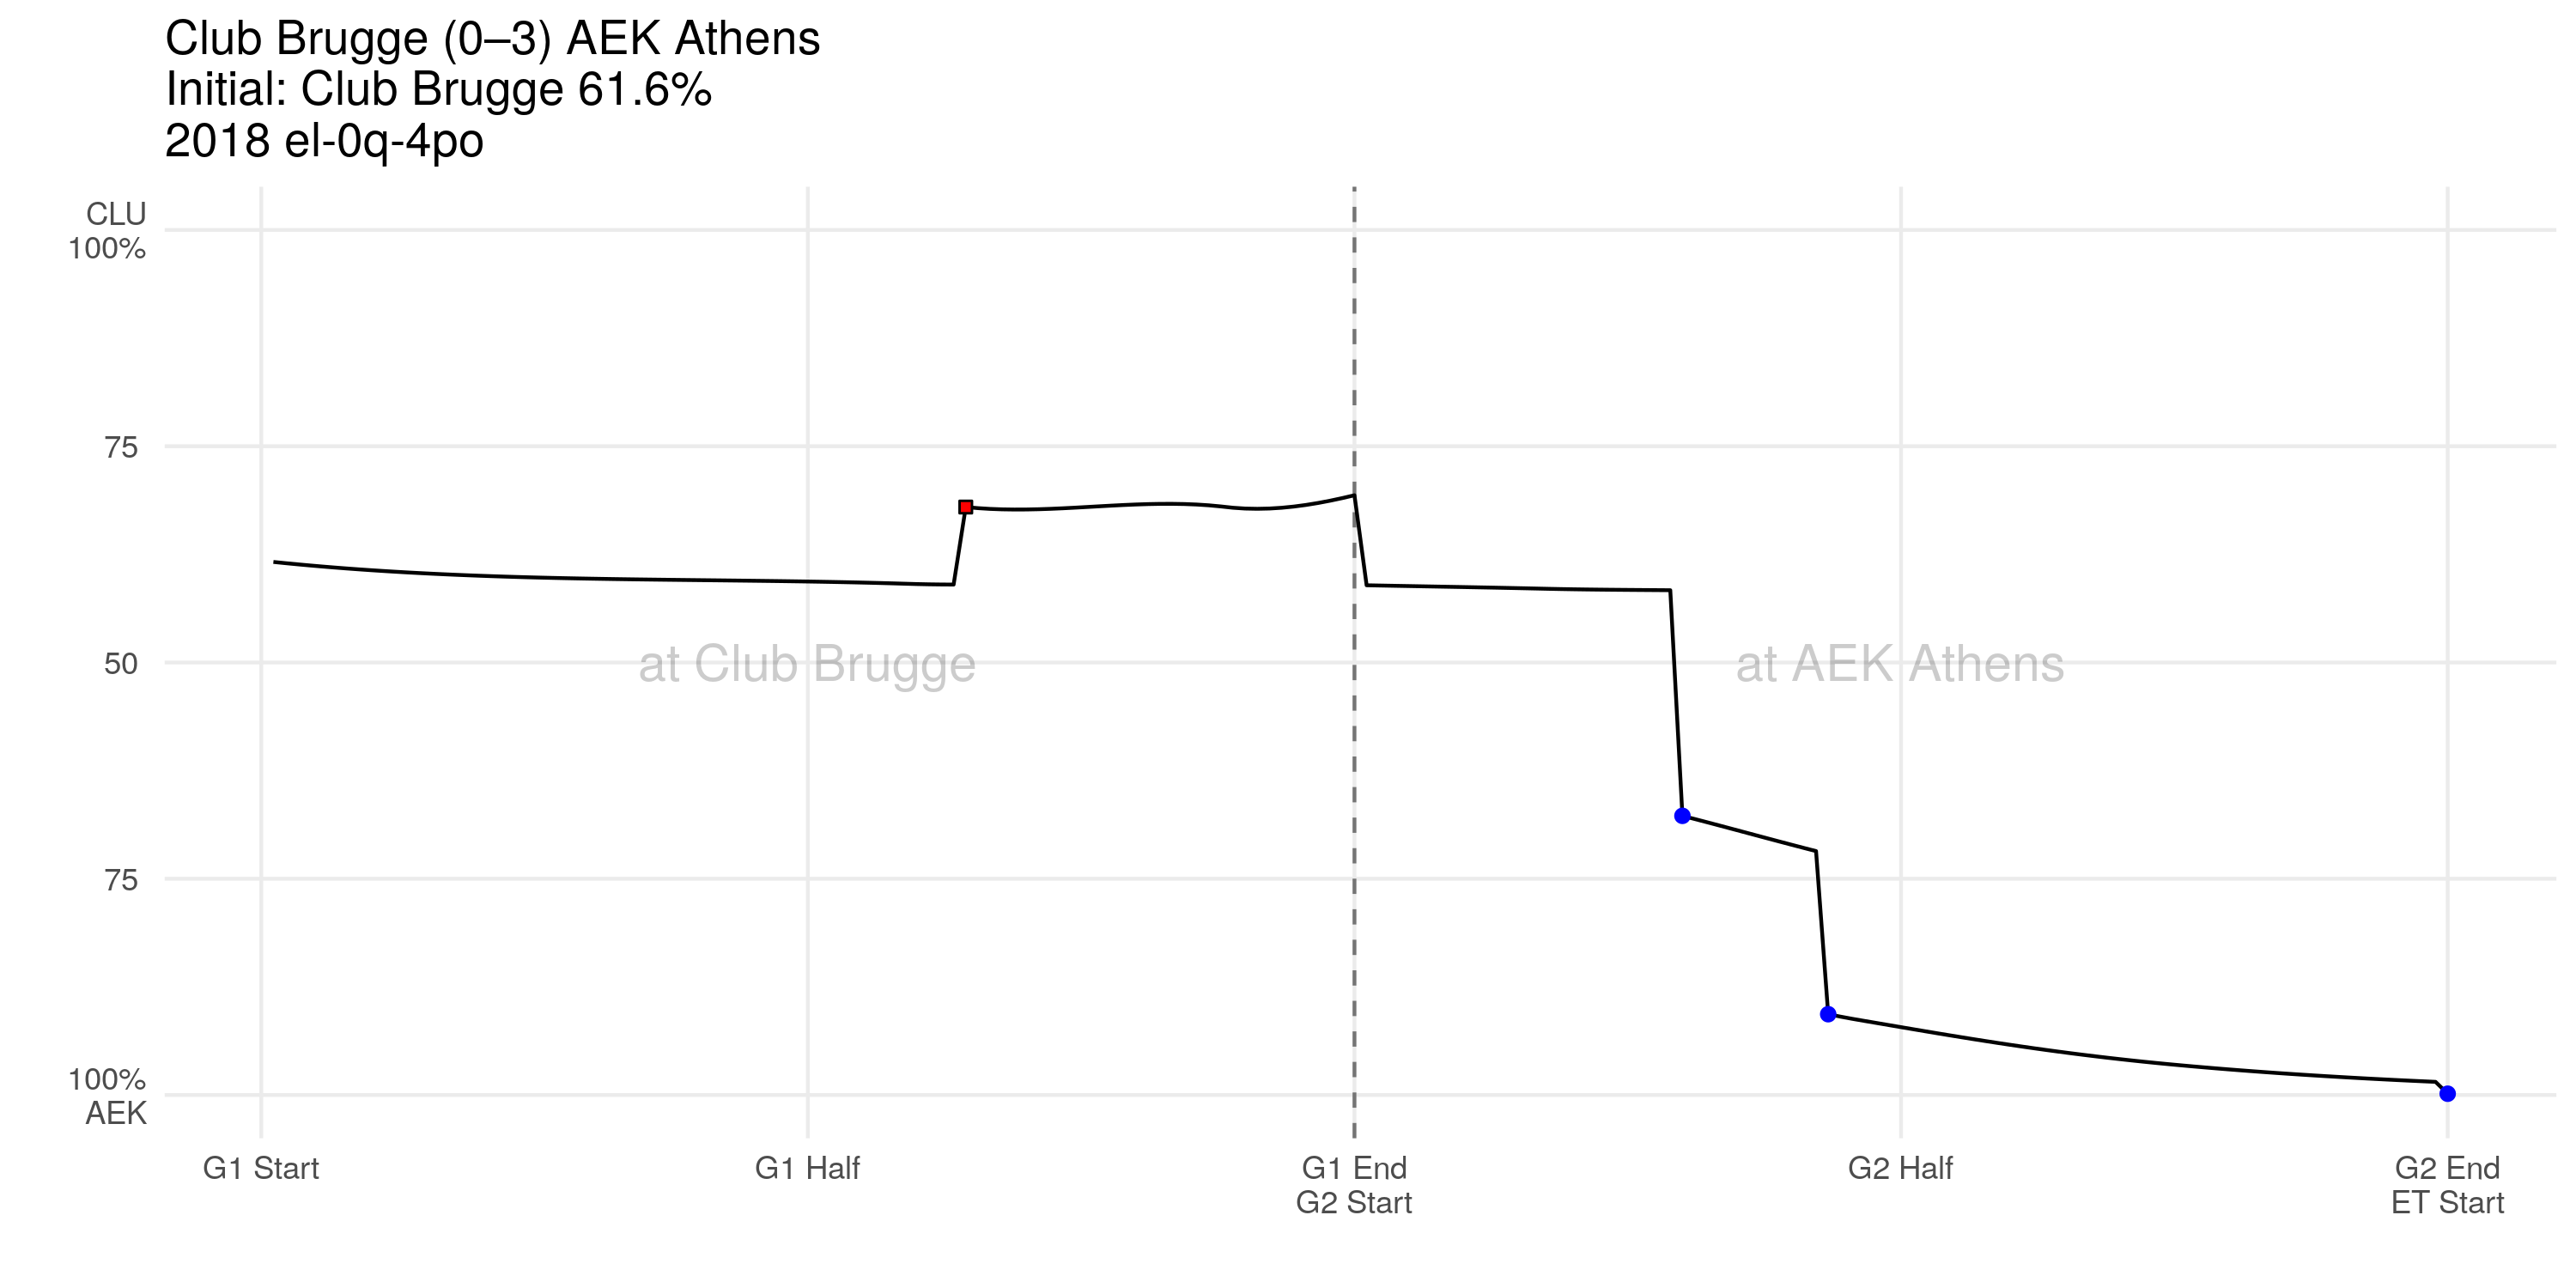 Club Brugge (0–3) AEK Athens
Initial: Club Brugge 61.6%
2018 el-0q-4po
CLU
100%
75
50
75
100%
AEK
at Club Brugge
at AEK Athens
G1 Start
G1 Half
G1 End
G2 Start
G2 Half
G2 End
ET Start